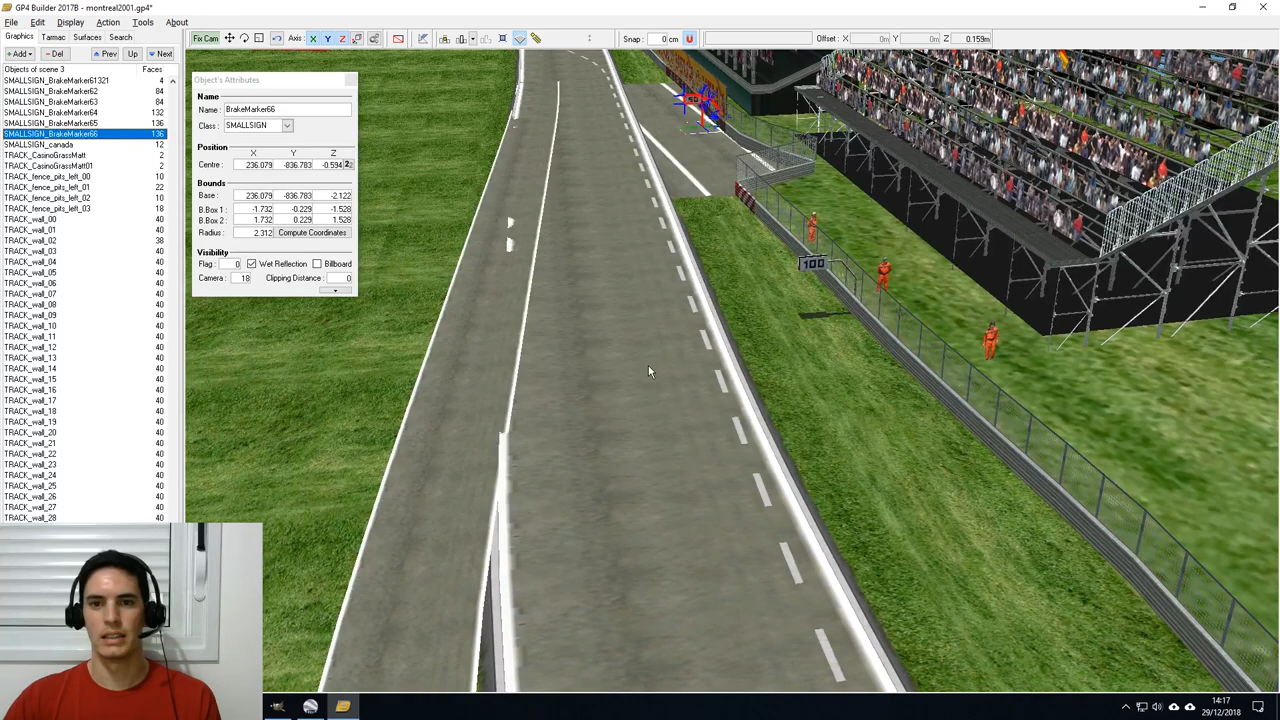 GP4 Builder 2017B - montreal2001.gp4*
File Edit Display Action Tools About
Graphics Tarmac Surfaces Search
Fix Cam Axis : X Y Z Snap : 0 cm Offset : X 0m Y 0m Z 0.159m
+Add - Del Prev Up Next
Objects of scene 3 Faces
SMALLSIGN_BrakeMarker61321 4
SMALLSIGN_BrakeMarker62 84
SMALLSIGN_BrakeMarker63 84
SMALLSIGN_BrakeMarker64 132
SMALLSIGN_BrakeMarker65 136
SMALLSIGN_BrakeMarker66 136
SMALLSIGN_canada 12
TRACK_CasinoGrassMatt 2
TRACK_CasinoGrassMatt01 2
TRACK_fence_pits_left_00 10
TRACK_fence_pits_left_01 22
TRACK_fence_pits_left_02 10
TRACK_fence_pits_left_03 18
TRACK_wall_00 40
TRACK_wall_01 40
TRACK_wall_02 38
TRACK_wall_03 40
TRACK_wall_04 40
TRACK_wall_05 40
TRACK_wall_06 40
TRACK_wall_07 40
TRACK_wall_08 40
TRACK_wall_09 40
TRACK_wall_10 40
TRACK_wall_11 40
TRACK_wall_12 40
TRACK_wall_13 40
TRACK_wall_14 40
TRACK_wall_15 40
TRACK_wall_16 40
TRACK_wall_17 40
TRACK_wall_18 40
TRACK_wall_19 40
TRACK_wall_20 40
TRACK_wall_21 40
TRACK_wall_22 40
TRACK_wall_23 40
TRACK_wall_24 40
TRACK_wall_25 40
TRACK_wall_26 40
TRACK_wall_27 40
TRACK_wall_28 40
Object's Attributes
Name
Name : BrakeMarker66
Class : SMALLSIGN
Position
X Y Z
Centre : 236.079 -836.783 -0.594
Bounds
X Y Z
Base : 236.079 -836.783 -2.122
B.Box 1 : -1.732 -0.229 -1.528
B.Box 2 : 1.732 0.229 1.528
Radius : 2.312 Compute Coordinates
Visibility
Flag : 0 Wet Reflection Billboard
Camera : 18 Clipping Distance : 0
50
100
14:17
29/12/2018